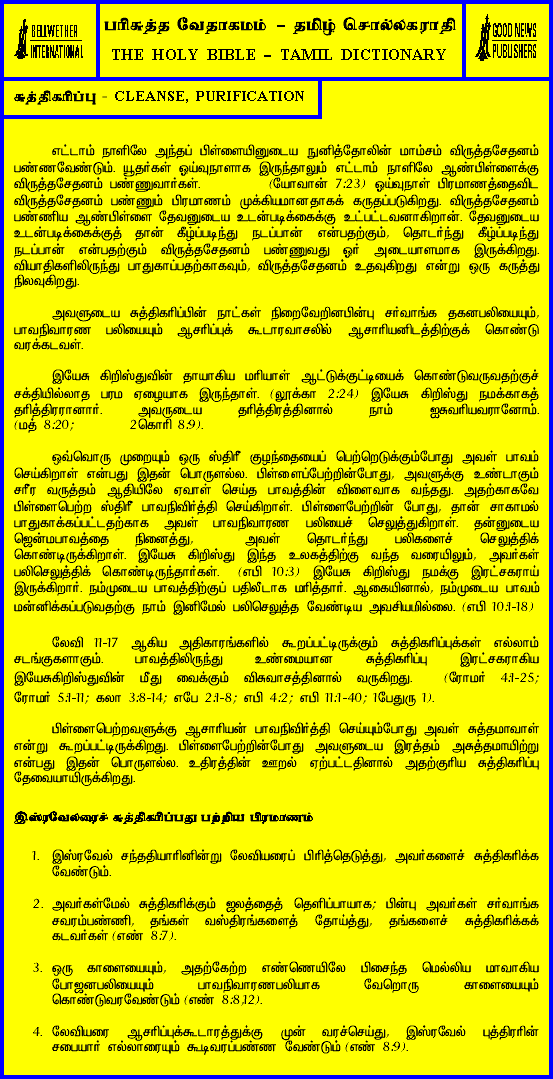 BELLWETHER
INTERNATIONAL
பரிசுத்த வேதாகமம் – தமிழ் சொல்லகராதி
THE HOLY BIBLE – TAMIL DICTIONARY
GOOD NEWS
PUBLISHERS
சுத்திகரிப்பு - CLEANSE, PURIFICATION
எட்டாம் நாளிலே அந்தப் பிள்ளையினுடைய நுனித்தோலின் மாம்சம் விருத்தசேதனம்
பண்ணவேண்டும். யூதர்கள் ஓய்வுநாளாக இருந்தாலும் எட்டாம் நாளிலே ஆண்பிள்ளைக்கு
விருத்தசேதனம் பண்ணுவார்கள். (யோவான் 7:23) ஓய்வுநாள் பிரமாணத்தைவிட
விருத்தசேதனம் பண்ணும் பிரமாணம் முக்கியமானதாகக் கருதப்படுகிறது. விருத்தசேதனம்
பண்ணிய ஆண்பிள்ளை தேவனுடைய உடன்படிக்கைக்கு உட்பட்டவனாகிறான். தேவனுடைய
உடன்படிக்கைக்குத் தான் கீழ்ப்படிந்து நடப்பான் என்பதற்கும், தொடர்ந்து கீழ்ப்படிந்து
நடப்பான் என்பதற்கும் விருத்தசேதனம் பண்ணுவது ஓர் அடையாளமாக இருக்கிறது.
வியாதிகளிலிருந்து பாதுகாப்பதற்காகவும், விருத்தசேதனம் உதவுகிறது என்று ஒரு கருத்து
நிலவுகிறது.
அவளுடைய சுத்திகரிப்பின் நாட்கள் நிறைவேறினபின்பு சர்வாங்க தகனபலியையும்,
பாவநிவாரண பலியையும் ஆசரிப்புக் கூடாரவாசலில் ஆசாரியனிடத்திற்குக் கொண்டு
வரக்கடவள்.
இயேசு கிறிஸ்துவின் தாயாகிய மரியாள் ஆட்டுக்குட்டியைக் கொண்டுவருவதற்குச்
சக்தியில்லாத பரம ஏழையாக இருந்தாள். (லூக்கா 2:24) இயேசு கிறிஸ்து நமக்காகத்
தரித்திரரானார். அவருடைய தரித்திரத்தினால் நாம் ஐசுவரியவரானோம்.
(மத் 8:20; 2கொரி 8:9).
ஒவ்வொரு முறையும் ஒரு ஸ்திரீ குழந்தையைப் பெற்றெடுக்கும்போது அவள் பாவம்
செய்கிறாள் என்பது இதன் பொருளல்ல. பிள்ளைப்பேற்றின்போது, அவளுக்கு உண்டாகும்
சரீர வருத்தம் ஆதியிலே ஏவாள் செய்த பாவத்தின் விளைவாக வந்தது. அதற்காகவே
பிள்ளைபெற்ற ஸ்திரீ பாவநிவிர்த்தி செய்கிறாள். பிள்ளைபேற்றின் போது, தான் சாகாமல்
பாதுகாக்கப்பட்டதற்காக அவள் பாவநிவாரண பலியைச் செலுத்துகிறாள். தன்னுடைய
ஜென்மபாவத்தை நினைத்து, அவள் தொடர்ந்து பலிகளைச் செலுத்திக்
கொண்டிருக்கிறாள். இயேசு கிறிஸ்து இந்த உலகத்திற்கு வந்த வரையிலும், அவர்கள்
பலிசெலுத்திக் கொண்டிருந்தார்கள். (எபி 10:3) இயேசு கிறிஸ்து நமக்கு இரட்சகராய்
இருக்கிறார். நம்முடைய பாவத்திற்குப் பதிலீடாக மரித்தார். ஆகையினால், நம்முடைய பாவம்
மன்னிக்கப்படுவதற்கு நாம் இனிமேல் பலிசெலுத்த வேண்டிய அவசியமில்லை. (எபி 10:1-18)
லேவி 11-17 ஆகிய அதிகாரங்களில் கூறப்பட்டிருக்கும் சுத்திகரிப்புக்கள் எல்லாம்
சடங்குகளாகும். பாவத்திலிருந்து உண்மையான சுத்திகரிப்பு இரட்சகராகிய
இயேசுகிறிஸ்துவின் மீது வைக்கும் விசுவாசத்தினால் வருகிறது. (ரோமர் 4:1-25;
ரோமர் 5:1-11; கலா 3:8-14; எபே 2:1-8; எபி 4:2; எபி 11:1-40; 1பேதுரு 1).
பிள்ளைபெற்றவளுக்கு ஆசாரியன் பாவநிவிர்த்தி செய்யும்போது அவள் சுத்தமாவாள்
என்று கூறப்பட்டிருக்கிறது. பிள்ளைபேற்றின்போது அவளுடைய இரத்தம் அசுத்தமாயிற்று
என்பது இதன் பொருளல்ல. உதிரத்தின் ஊறல் ஏற்பட்டதினால் அதற்குரிய சுத்திகரிப்பு
தேவையாயிருக்கிறது.
இஸ்ரவேலரைச் சுத்திகரிப்பது பற்றிய பிரமாணம்
1. இஸ்ரவேல் சந்ததியாரினின்று லேவியரைப் பிரித்தெடுத்து, அவர்களைச் சுத்திகரிக்க
வேண்டும்.
2. அவர்கள்மேல் சுத்திகரிக்கும் ஜலத்தைத் தெளிப்பாயாக; பின்பு அவர்கள் சர்வாங்க
சவரம்பண்ணி, தங்கள் வஸ்திரங்களைத் தோய்த்து, தங்களைச் சுத்திகரிக்கக்
கடவர்கள் (எண் 8:7).
3. ஒரு காளையையும், அதற்கேற்ற எண்ணெயிலே பிசைந்த மெல்லிய மாவாகிய
போஜனபலியையும் பாவநிவாரணபலியாக வேறொரு காளையையும்
கொண்டுவரவேண்டும் (எண் 8:8,12).
4. லேவியரை ஆசரிப்புக்கூடாரத்துக்கு முன் வரச்செய்து, இஸ்ரவேல் புத்திரரின்
சபையார் எல்லாரையும் கூடிவரப்பண்ண வேண்டும் (எண் 8:9).